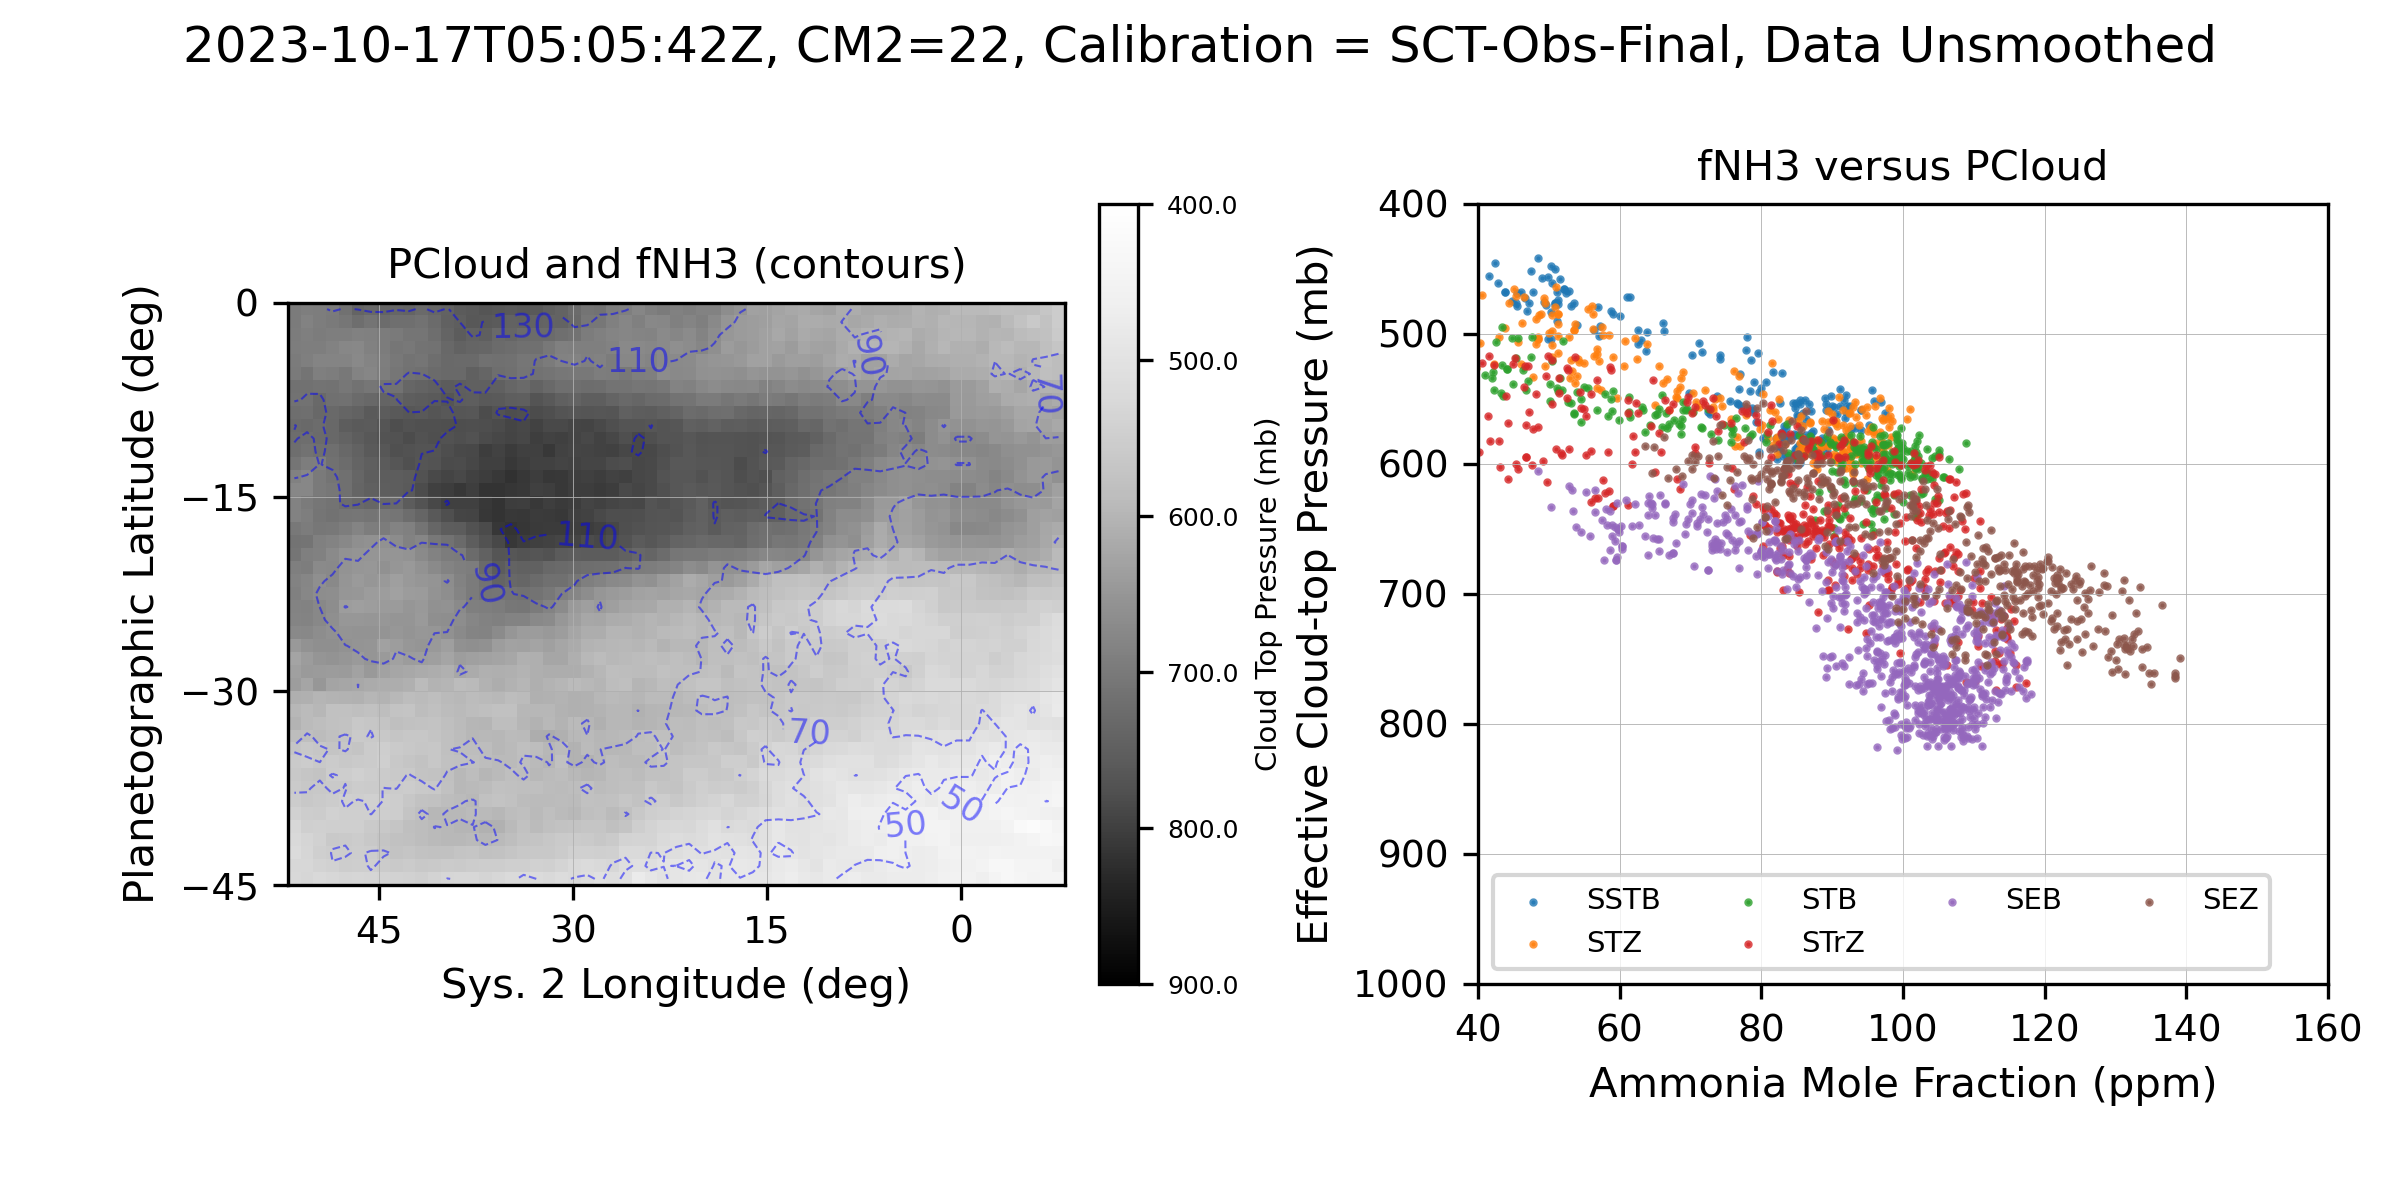 2023-10-17T05:05:42Z, CM2=22, Calibration = SCT-Obs-Final, Data Unsmoothed
PCloud and fNH3 (contours)
Planetographic Latitude (deg)
0
−15
−30
−45
45
30
15
0
Sys. 2 Longitude (deg)
130
110
90
70
110
90
70
50
50
400.0
500.0
600.0
700.0
800.0
900.0
Cloud Top Pressure (mb)
fNH3 versus PCloud
Effective Cloud-top Pressure (mb)
400
500
600
700
800
900
1000
40
60
80
100
120
140
160
Ammonia Mole Fraction (ppm)
SSTB
STB
SEB
SEZ
STZ
STrZ